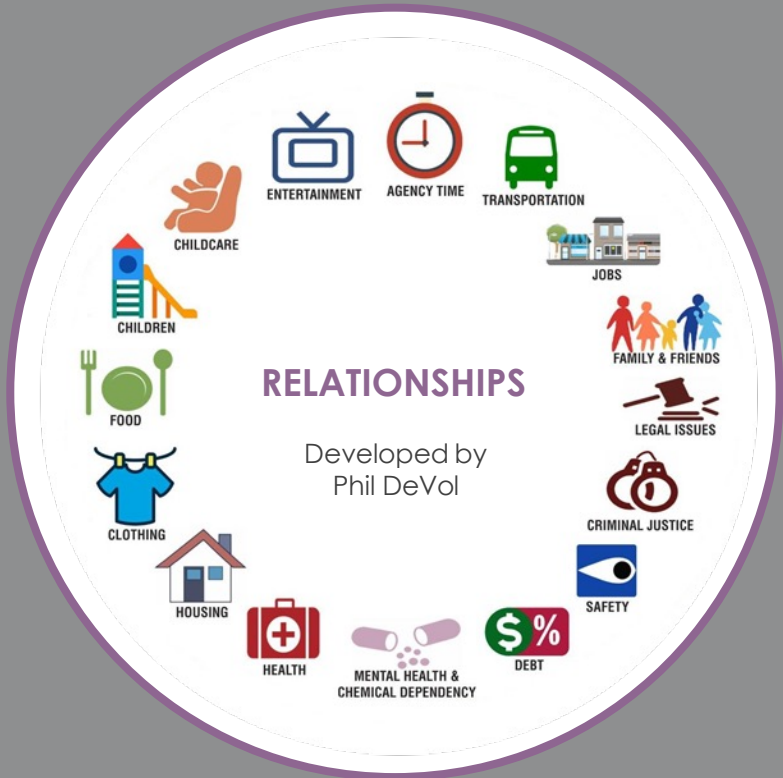 ENTERTAINMENT
AGENCY TIME
TRANSPORTATION
JOBS
FAMILY & FRIENDS
LEGAL ISSUES
CRIMINAL JUSTICE
SAFETY
$%
DEBT
MENTAL HEALTH &
CHEMICAL DEPENDENCY
HEALTH
HOUSING
CLOTHING
FOOD
CHILDREN
CHILDCARE
RELATIONSHIPS
Developed by
Phil DeVol